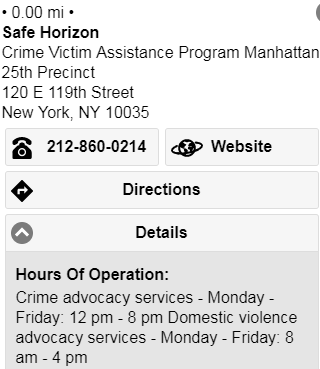 • 0.00 mi •
Safe Horizon
Crime Victim Assistance Program Manhattan
25th Precinct
120 E 119th Street
New York, NY 10035
212-860-0214
Website
Directions
Details
Hours Of Operation:
Crime advocacy services - Monday -
Friday: 12 pm - 8 pm Domestic violence
advocacy services - Monday - Friday: 8
am - 4 pm